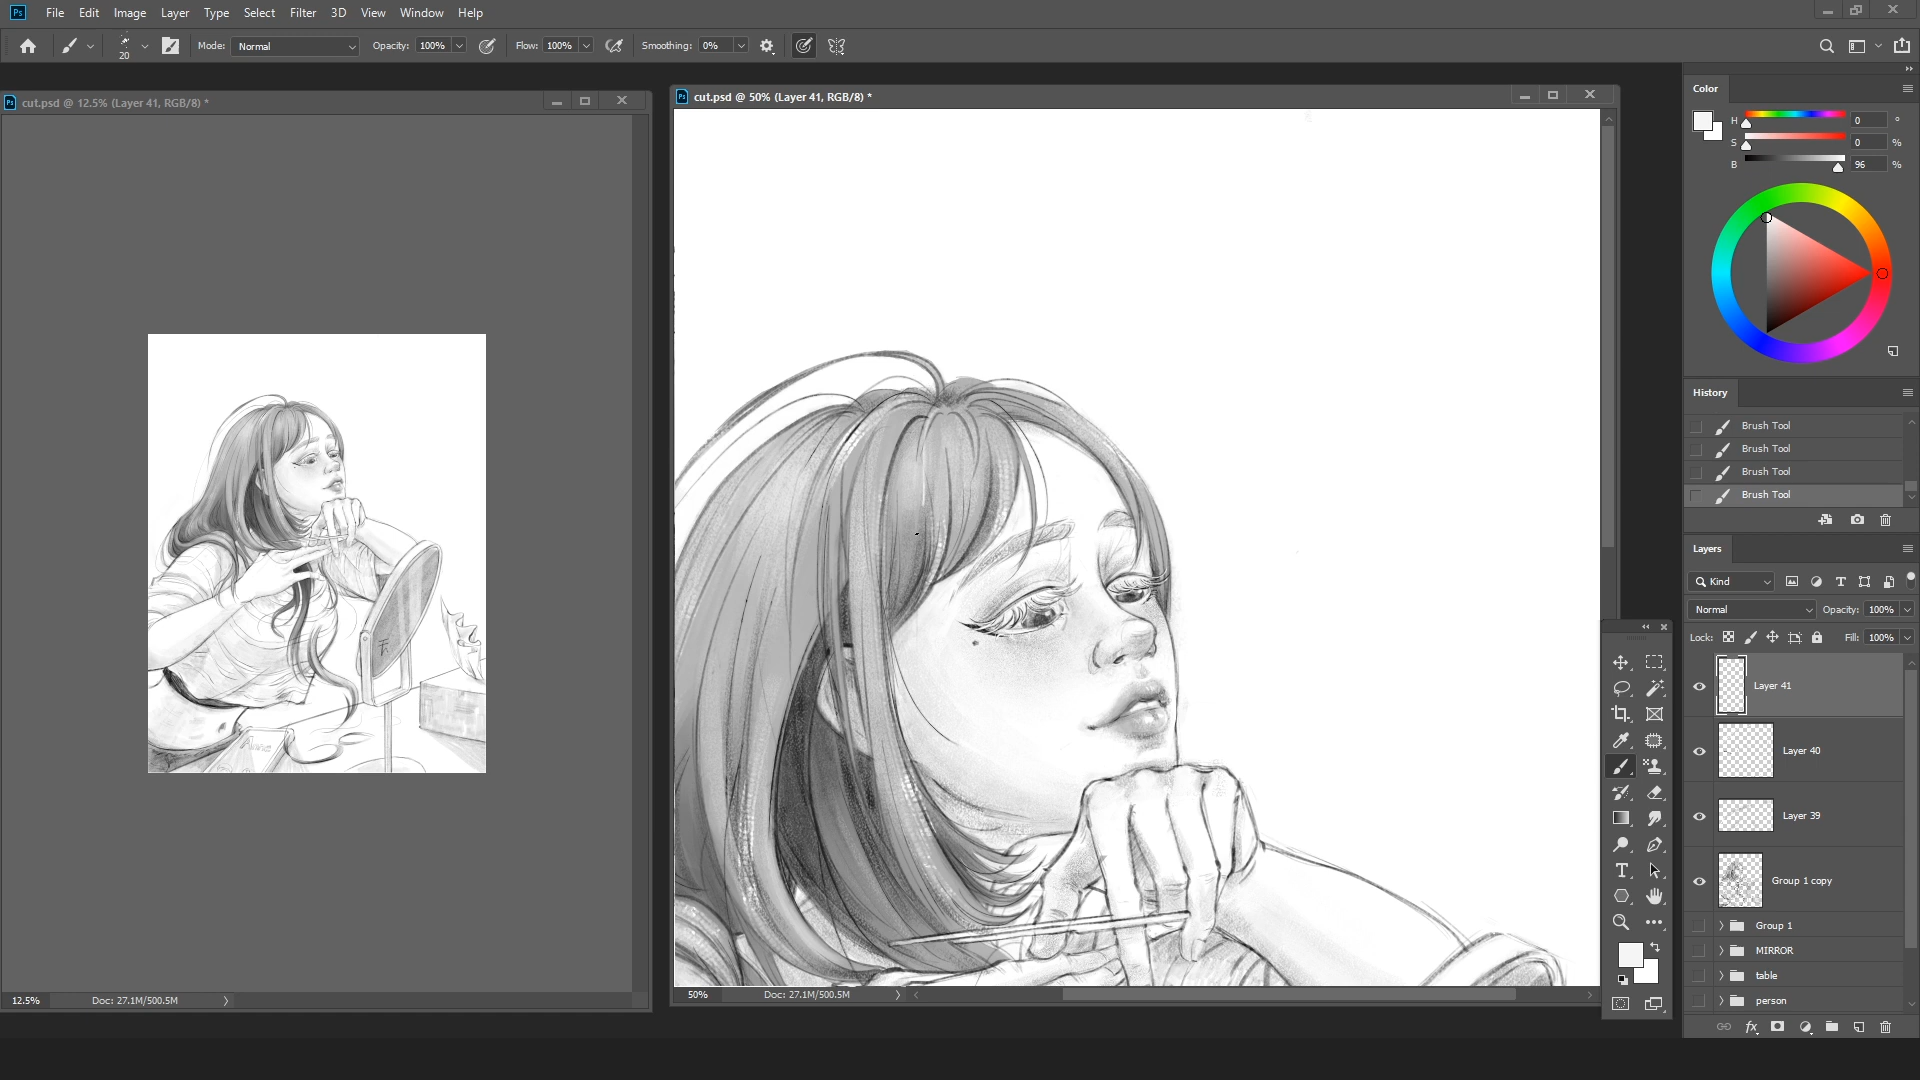 Ps File Edit Image Layer Type Select Filter 3D View Window Help
20 Mode: Normal Opacity: 100% Flow: 100% Smoothing: 0%
cut.psd @ 12.5% (Layer 41, RGB/8) *
cut.psd @ 50% (Layer 41, RGB/8) *
12.5% Doc: 27.1M/500.5M
50% Doc: 27.1M/500.5M
Color
H 0 °
S 0 %
B 96 %
History
Brush Tool
Brush Tool
Brush Tool
Brush Tool
Layers
Kind
Normal Opacity: 100%
Lock: Fill: 100%
Layer 41
Layer 40
Layer 39
Group 1 copy
Group 1
MIRROR
table
person